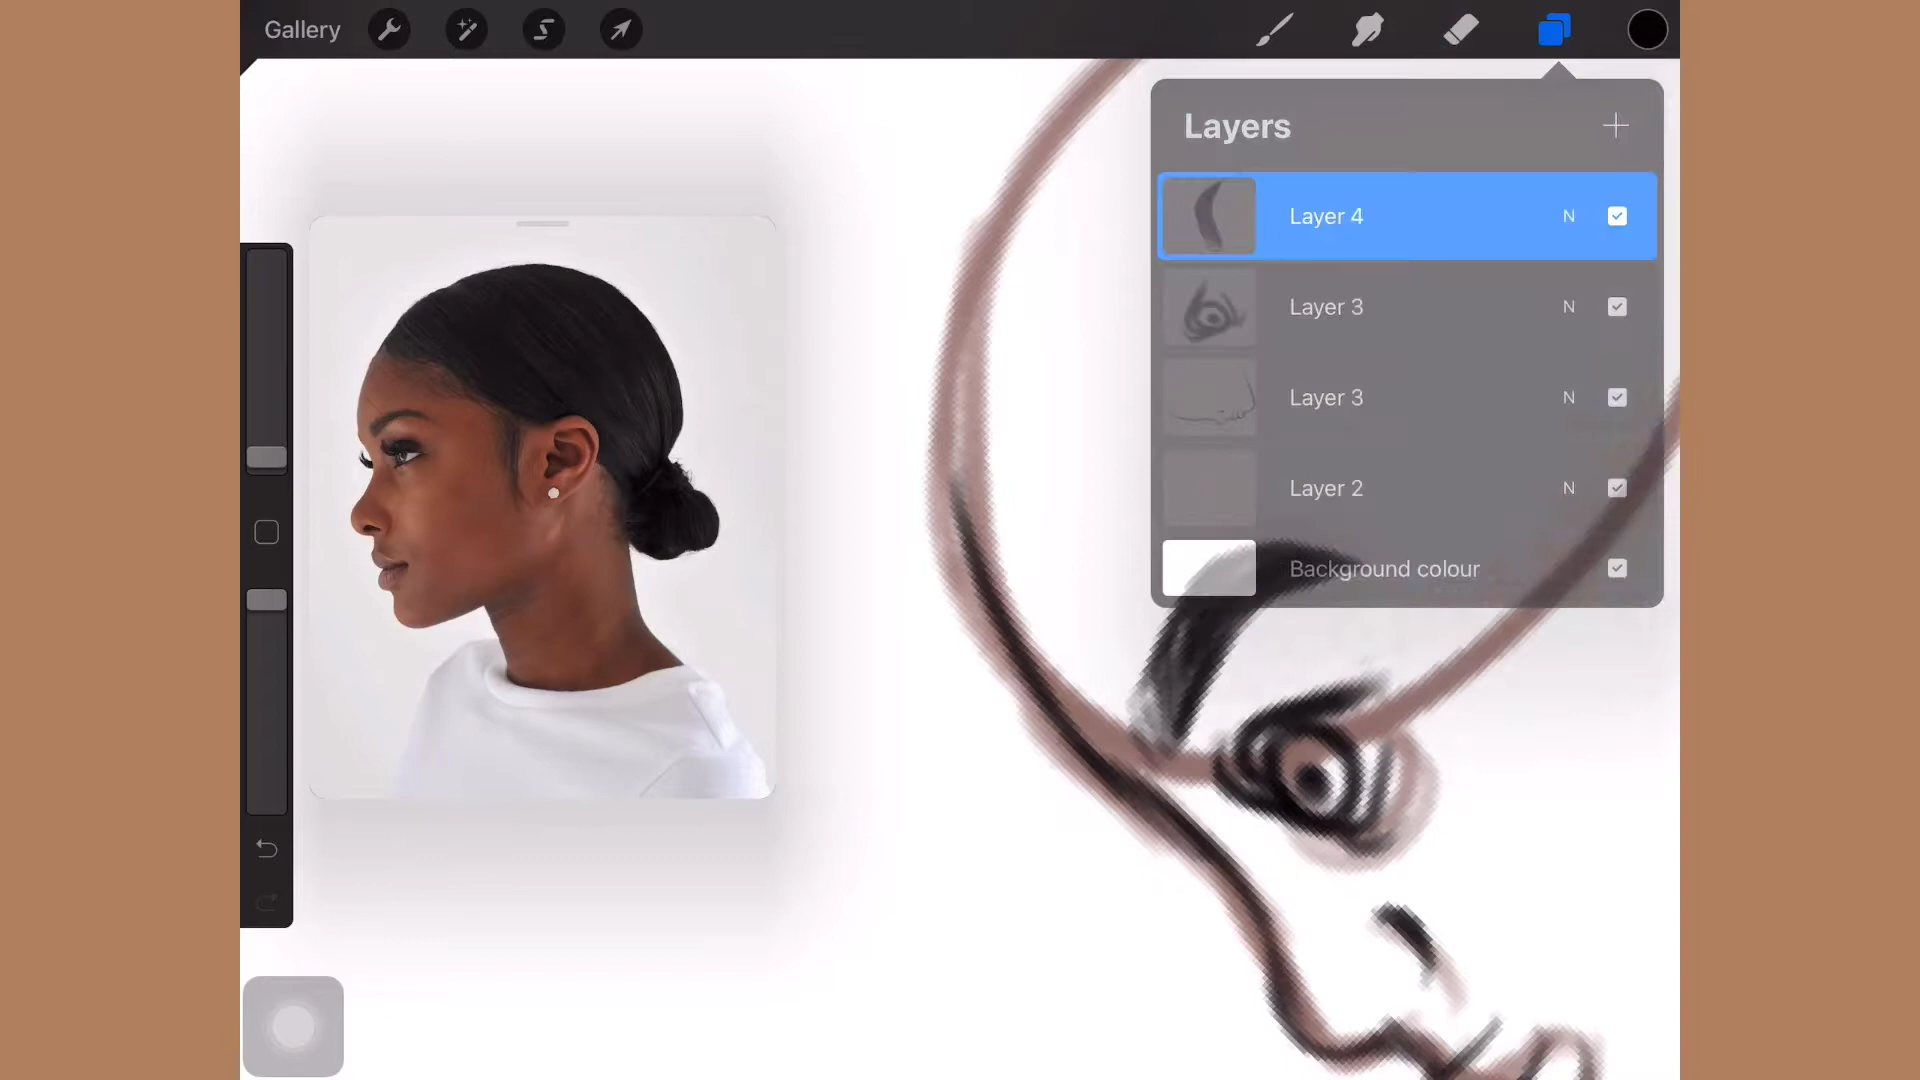 Gallery
Layers
Layer 4 N
Layer 3 N
Layer 3 N
Layer 2 N
Background colour